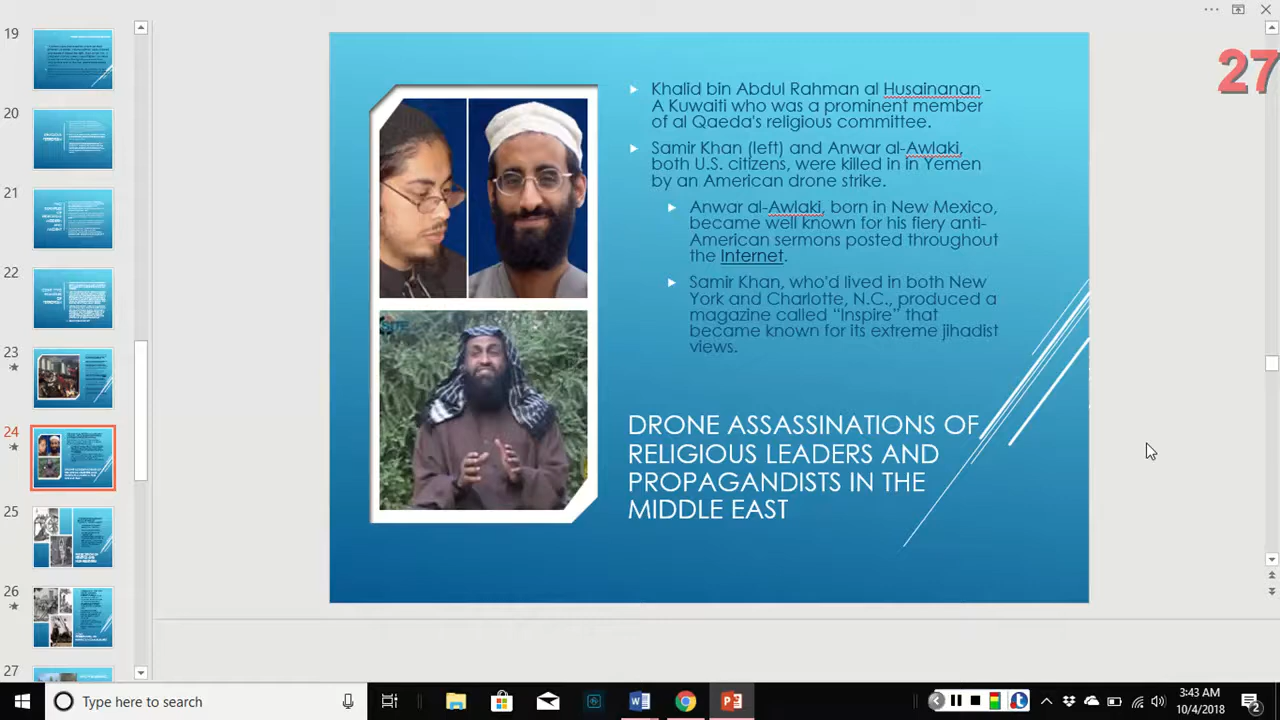 19
20
21
22
23
24
25
26
27
27
Khalid bin Abdul Rahman al Husainanan -
A Kuwaiti who was a prominent member
of al Qaeda's religious committee.
Samir Khan (left) and Anwar al-Awlaki,
both U.S. citizens, were killed in in Yemen
by an American drone strike.
Anwar al-Awlaki, born in New Mexico,
became well known for his fiery anti-
American sermons posted throughout
the Internet.
Samir Khan, who'd lived in both New
York and Charlotte, N.C., produced a
magazine called “Inspire” that
became known for its extreme jihadist
views.
SITE
DRONE ASSASSINATIONS OF
RELIGIOUS LEADERS AND
PROPAGANDISTS IN THE
MIDDLE EAST
Type here to search
3:43 AM
10/4/2018
2